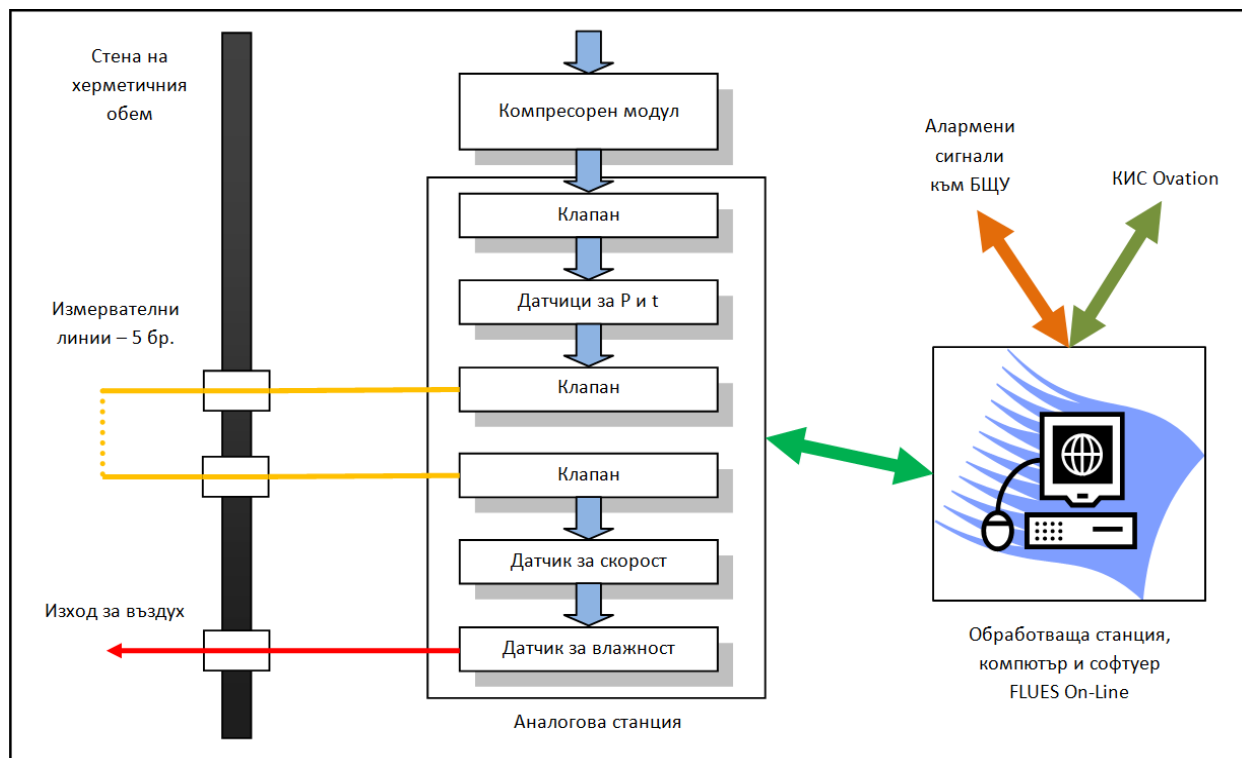 Стена на
херметичния
обем
Компресорен модул
Алармени
сигнали
към БЩУ
КИС Ovation
Клапан
Датчици за P и t
Измервателни
линии – 5 бр.
Клапан
Клапан
Датчик за скорост
Изход за въздух
Датчик за влажност
Аналогова станция
Обработваща станция,
компютър и софтуер
FLUES On-Line